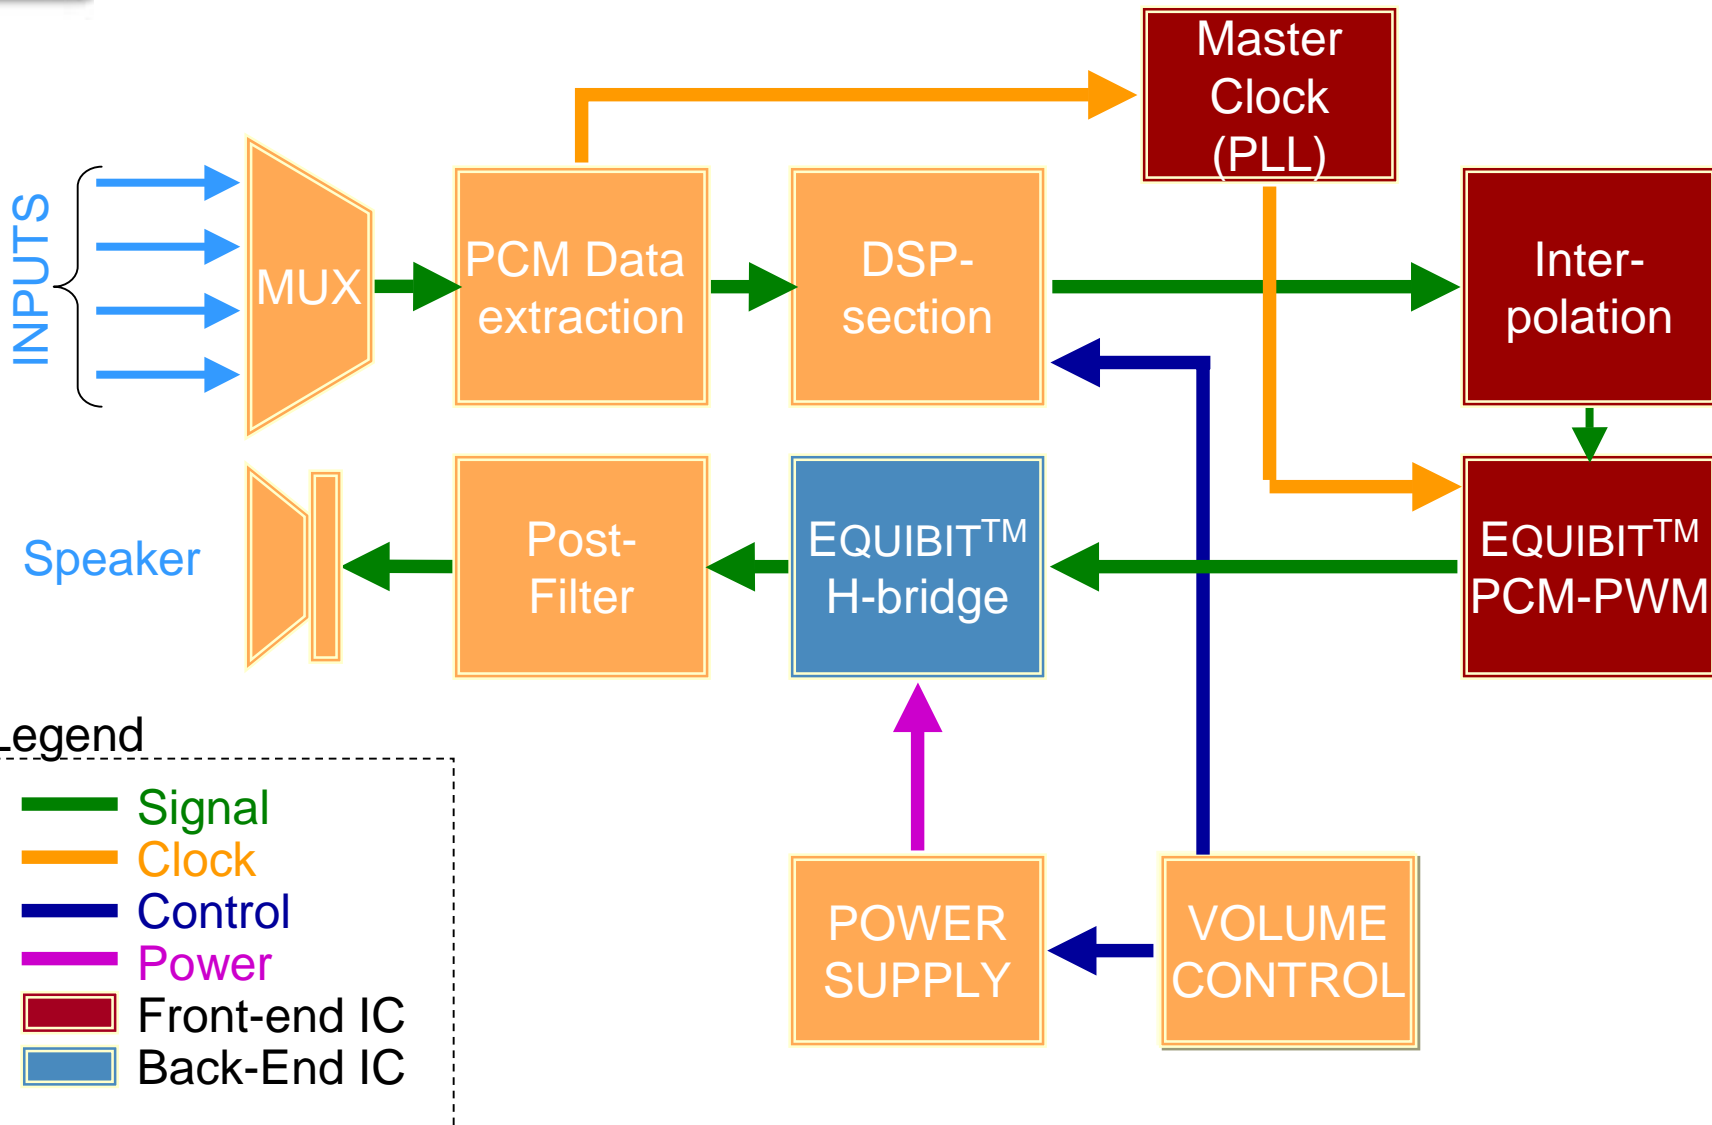 Master
Clock
(PLL)
INPUTS
MUX
PCM Data
extraction
DSP-
section
Inter-
polation
Speaker
Post-
Filter
EQUIBIT™
H-bridge
EQUIBIT™
PCM-PWM
POWER
SUPPLY
VOLUME
CONTROL
Legend
Signal
Clock
Control
Power
Front-end IC
Back-End IC